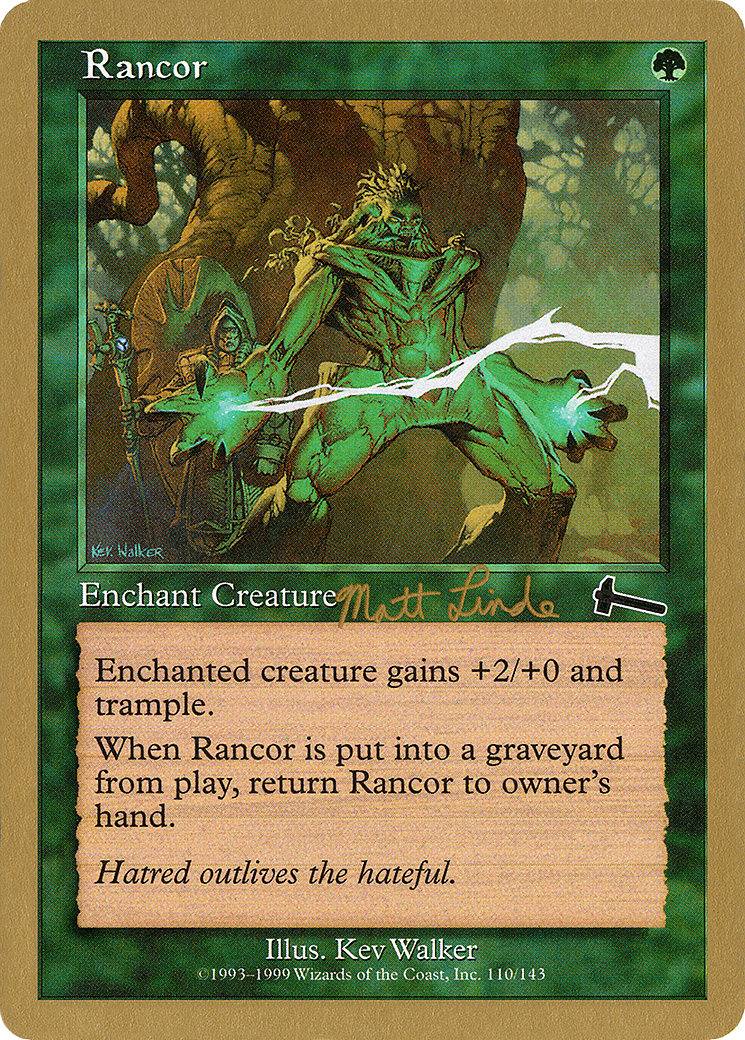 Rancor
Kev. Walker
Enchant Creature
Matt Linde
Enchanted creature gains +2/+0 and
trample.
When Rancor is put into a graveyard
from play, return Rancor to owner's
hand.
Hatred outlives the hateful.
Illus. Kev Walker
©1993–1999 Wizards of the Coast, Inc. 110/143